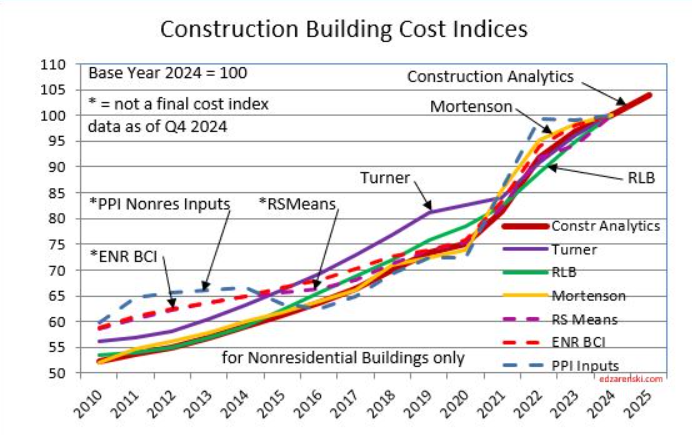 Construction Building Cost Indices
110
105
100
95
90
85
80
75
70
65
60
55
50
Base Year 2024 = 100
* = not a final cost index
data as of Q4 2024
Construction Analytics
Mortenson
Turner
RLB
*PPI Nonres Inputs
*RSMeans
*ENR BCI
Constr Analytics
Turner
RLB
Mortenson
RS Means
ENR BCI
PPI Inputs
for Nonresidential Buildings only
edzarenski.com
2010
2011
2012
2013
2014
2015
2016
2017
2018
2019
2020
2021
2022
2023
2024
2025